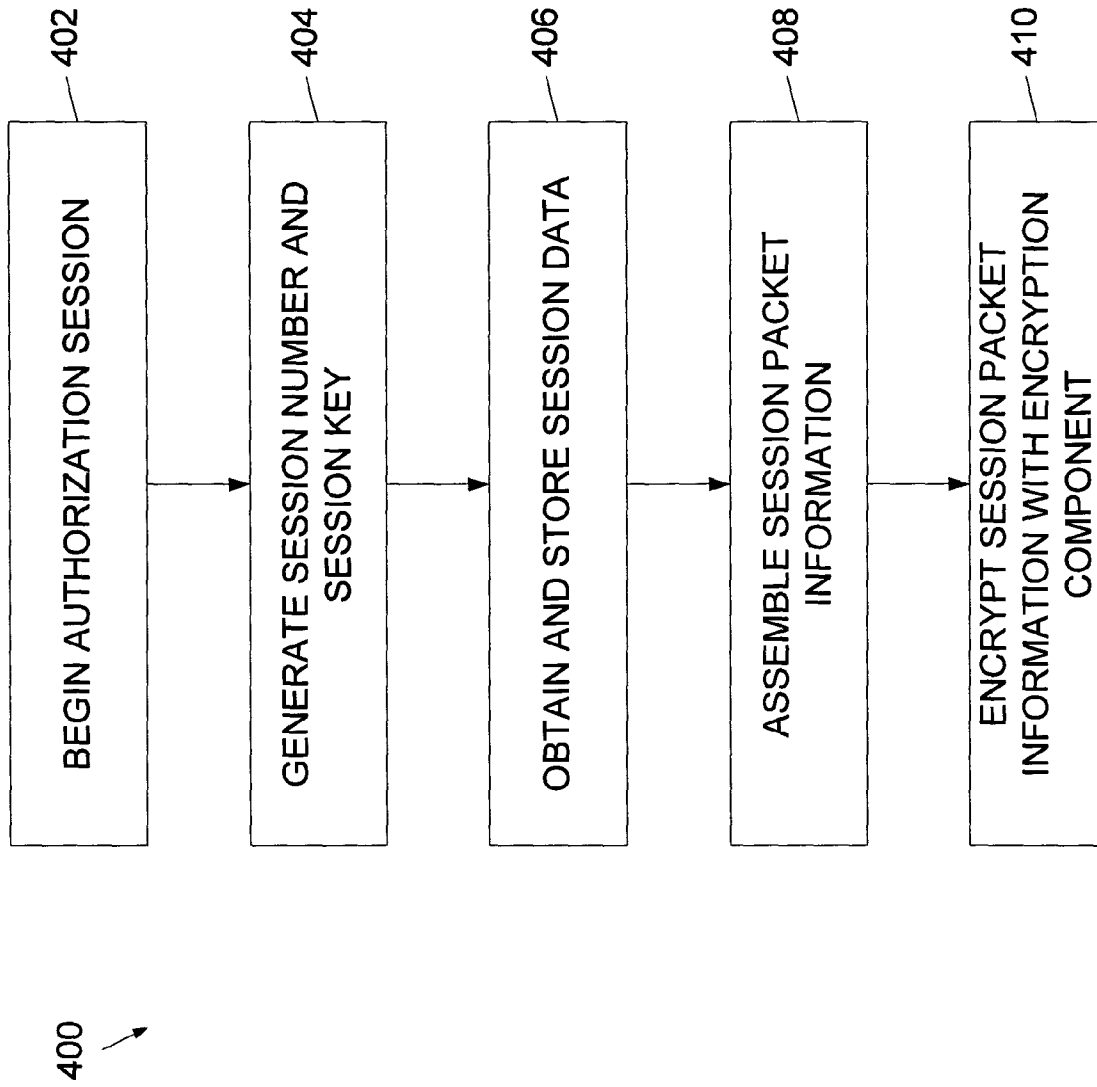 400
BEGIN AUTHORIZATION SESSION
402
GENERATE SESSION NUMBER AND
SESSION KEY
404
OBTAIN AND STORE SESSION DATA
406
ASSEMBLE SESSION PACKET
INFORMATION
408
ENCRYPT SESSION PACKET
INFORMATION WITH ENCRYPTION
COMPONENT
410